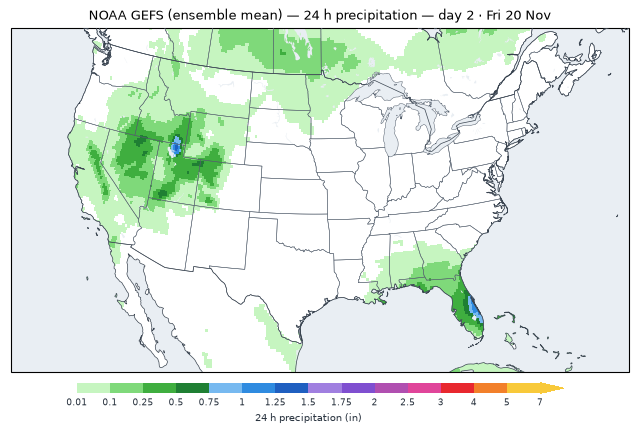 NOAA GEFS (ensemble mean) — 24 h precipitation — day 2 · Fri 20 Nov
0.01 0.1 0.25 0.5 0.75 1 1.25 1.5 1.75 2 2.5 3 4 5 7
24 h precipitation (in)